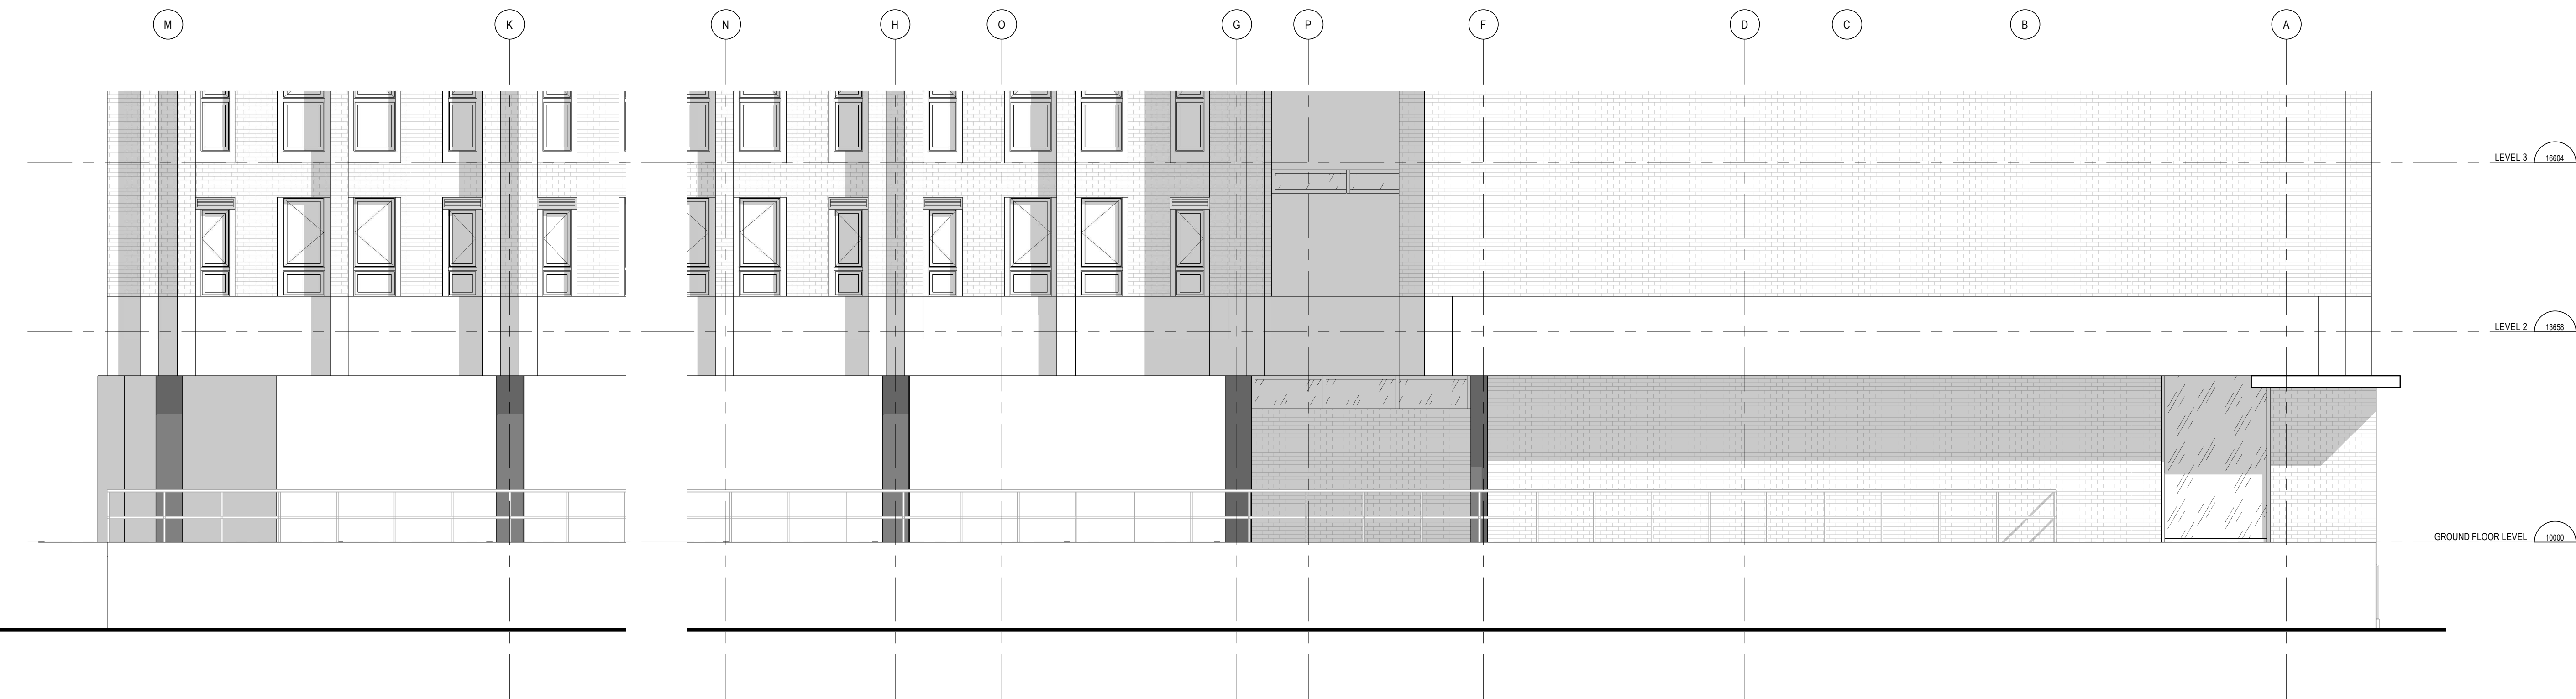 M K N H O G P F D C B A
LEVEL 3 16604
LEVEL 2 13658
GROUND FLOOR LEVEL 10000